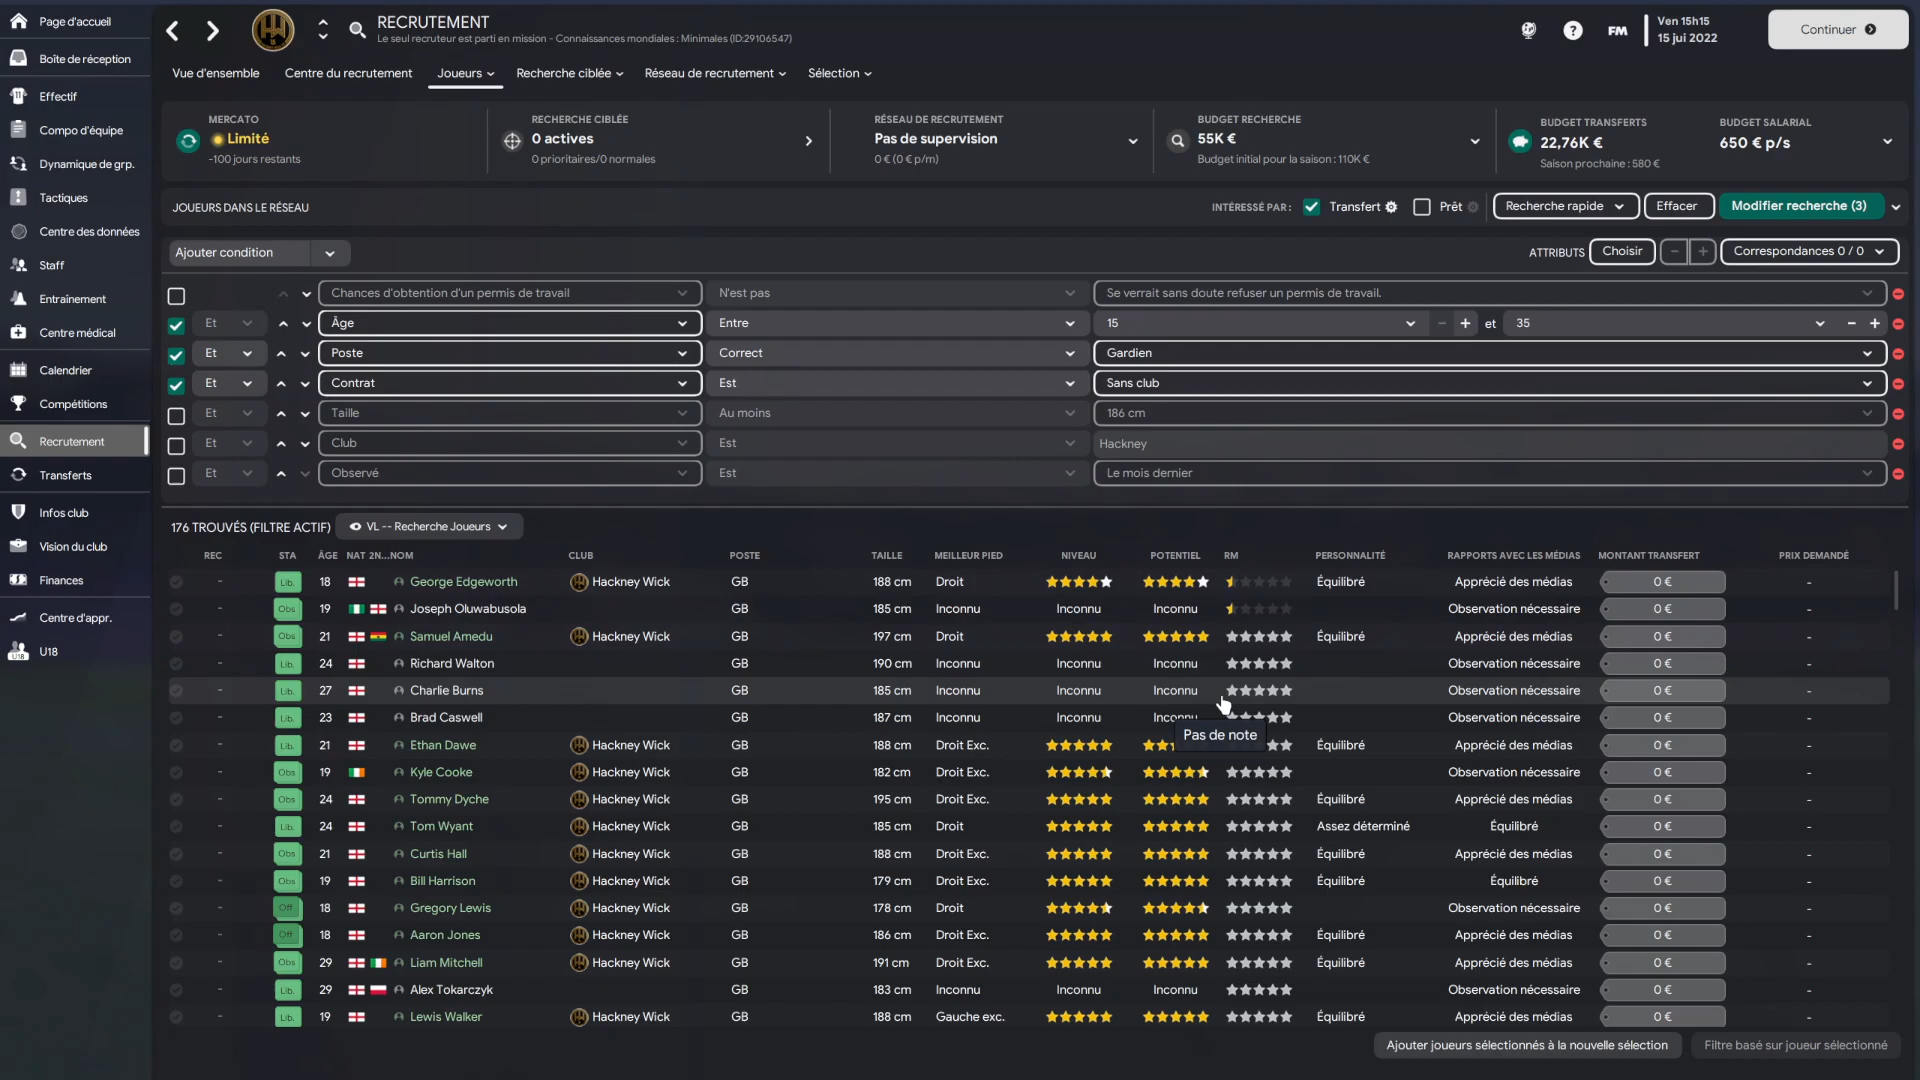 Page d'accueil
Boîte de réception
Effectif
Compo d'équipe
Dynamique de grp.
Tactiques
Centre des données
Staff
Entraînement
Centre médical
Calendrier
Compétitions
Recrutement
Transferts
Infos club
Vision du club
Finances
Centre d'appr.
U18
RECRUTEMENT
Le seul recruteur est parti en mission - Connaissances mondiales : Minimales (ID:29106547)
FM
Ven 15h15
15 jui 2022
Continuer
Vue d'ensemble Centre du recrutement Joueurs Recherche ciblée Réseau de recrutement Sélection
MERCATO
Limité
-100 jours restants
RECHERCHE CIBLÉE
0 actives
0 prioritaires/0 normales
RÉSEAU DE RECRUTEMENT
Pas de supervision
0 € (0 € p/m)
BUDGET RECHERCHE
55K €
Budget initial pour la saison : 110K €
BUDGET TRANSFERTS
22,76K €
Saison prochaine : 580 €
BUDGET SALARIAL
650 € p/s
JOUEURS DANS LE RÉSEAU INTÉRESSÉ PAR : Transfert Prêt Recherche rapide Effacer Modifier recherche (3)
Ajouter condition ATTRIBUTS Choisir - + Correspondances 0 / 0
Chances d'obtention d'un permis de travail N'est pas Se verrait sans doute refuser un permis de travail.
Et Âge Entre 15 - + et 35 - +
Et Poste Correct Gardien
Et Contrat Est Sans club
Et Taille Au moins 186 cm
Et Club Est Hackney
Et Observé Est Le mois dernier
176 TROUVÉS (FILTRE ACTIF) VL -- Recherche Joueurs
REC STA ÂGE NAT 2N... NOM CLUB POSTE TAILLE MEILLEUR PIED NIVEAU POTENTIEL RM PERSONNALITÉ RAPPORTS AVEC LES MÉDIAS MONTANT TRANSFERT PRIX DEMANDÉ
- Lib. 18 George Edgeworth Hackney Wick GB 188 cm Droit Équilibré Apprécié des médias 0 € -
- Obs 19 Joseph Oluwabusola GB 185 cm Inconnu Inconnu Inconnu Observation nécessaire 0 € -
- Obs 21 Samuel Amedu Hackney Wick GB 197 cm Droit Équilibré Apprécié des médias 0 € -
- Lib. 24 Richard Walton GB 190 cm Inconnu Inconnu Inconnu Observation nécessaire 0 € -
- Lib. 27 Charlie Burns GB 185 cm Inconnu Inconnu Inconnu Observation nécessaire 0 € -
- Lib. 23 Brad Caswell GB 187 cm Inconnu Inconnu Inconnu Observation nécessaire 0 € -
Pas de note
- Lib. 21 Ethan Dawe Hackney Wick GB 188 cm Droit Exc. Équilibré Apprécié des médias 0 € -
- Obs 19 Kyle Cooke Hackney Wick GB 182 cm Droit Exc. Observation nécessaire 0 € -
- Obs 24 Tommy Dyche Hackney Wick GB 195 cm Droit Exc. Équilibré Apprécié des médias 0 € -
- Lib. 24 Tom Wyant Hackney Wick GB 185 cm Droit Assez déterminé Équilibré 0 € -
- Obs 21 Curtis Hall Hackney Wick GB 188 cm Droit Exc. Équilibré Apprécié des médias 0 € -
- Obs 19 Bill Harrison Hackney Wick GB 179 cm Droit Exc. Équilibré Équilibré 0 € -
- Off 18 Gregory Lewis Hackney Wick GB 178 cm Droit Observation nécessaire 0 € -
- Off 18 Aaron Jones Hackney Wick GB 186 cm Droit Exc. Équilibré Apprécié des médias 0 € -
- Obs 29 Liam Mitchell Hackney Wick GB 191 cm Droit Exc. Équilibré Apprécié des médias 0 € -
- Lib. 29 Alex Tokarczyk GB 183 cm Inconnu Inconnu Inconnu Observation nécessaire 0 € -
- Lib. 19 Lewis Walker Hackney Wick GB 188 cm Gauche exc. Équilibré Apprécié des médias 0 € -
Ajouter joueurs sélectionnés à la nouvelle sélection Filtre basé sur joueur sélectionné